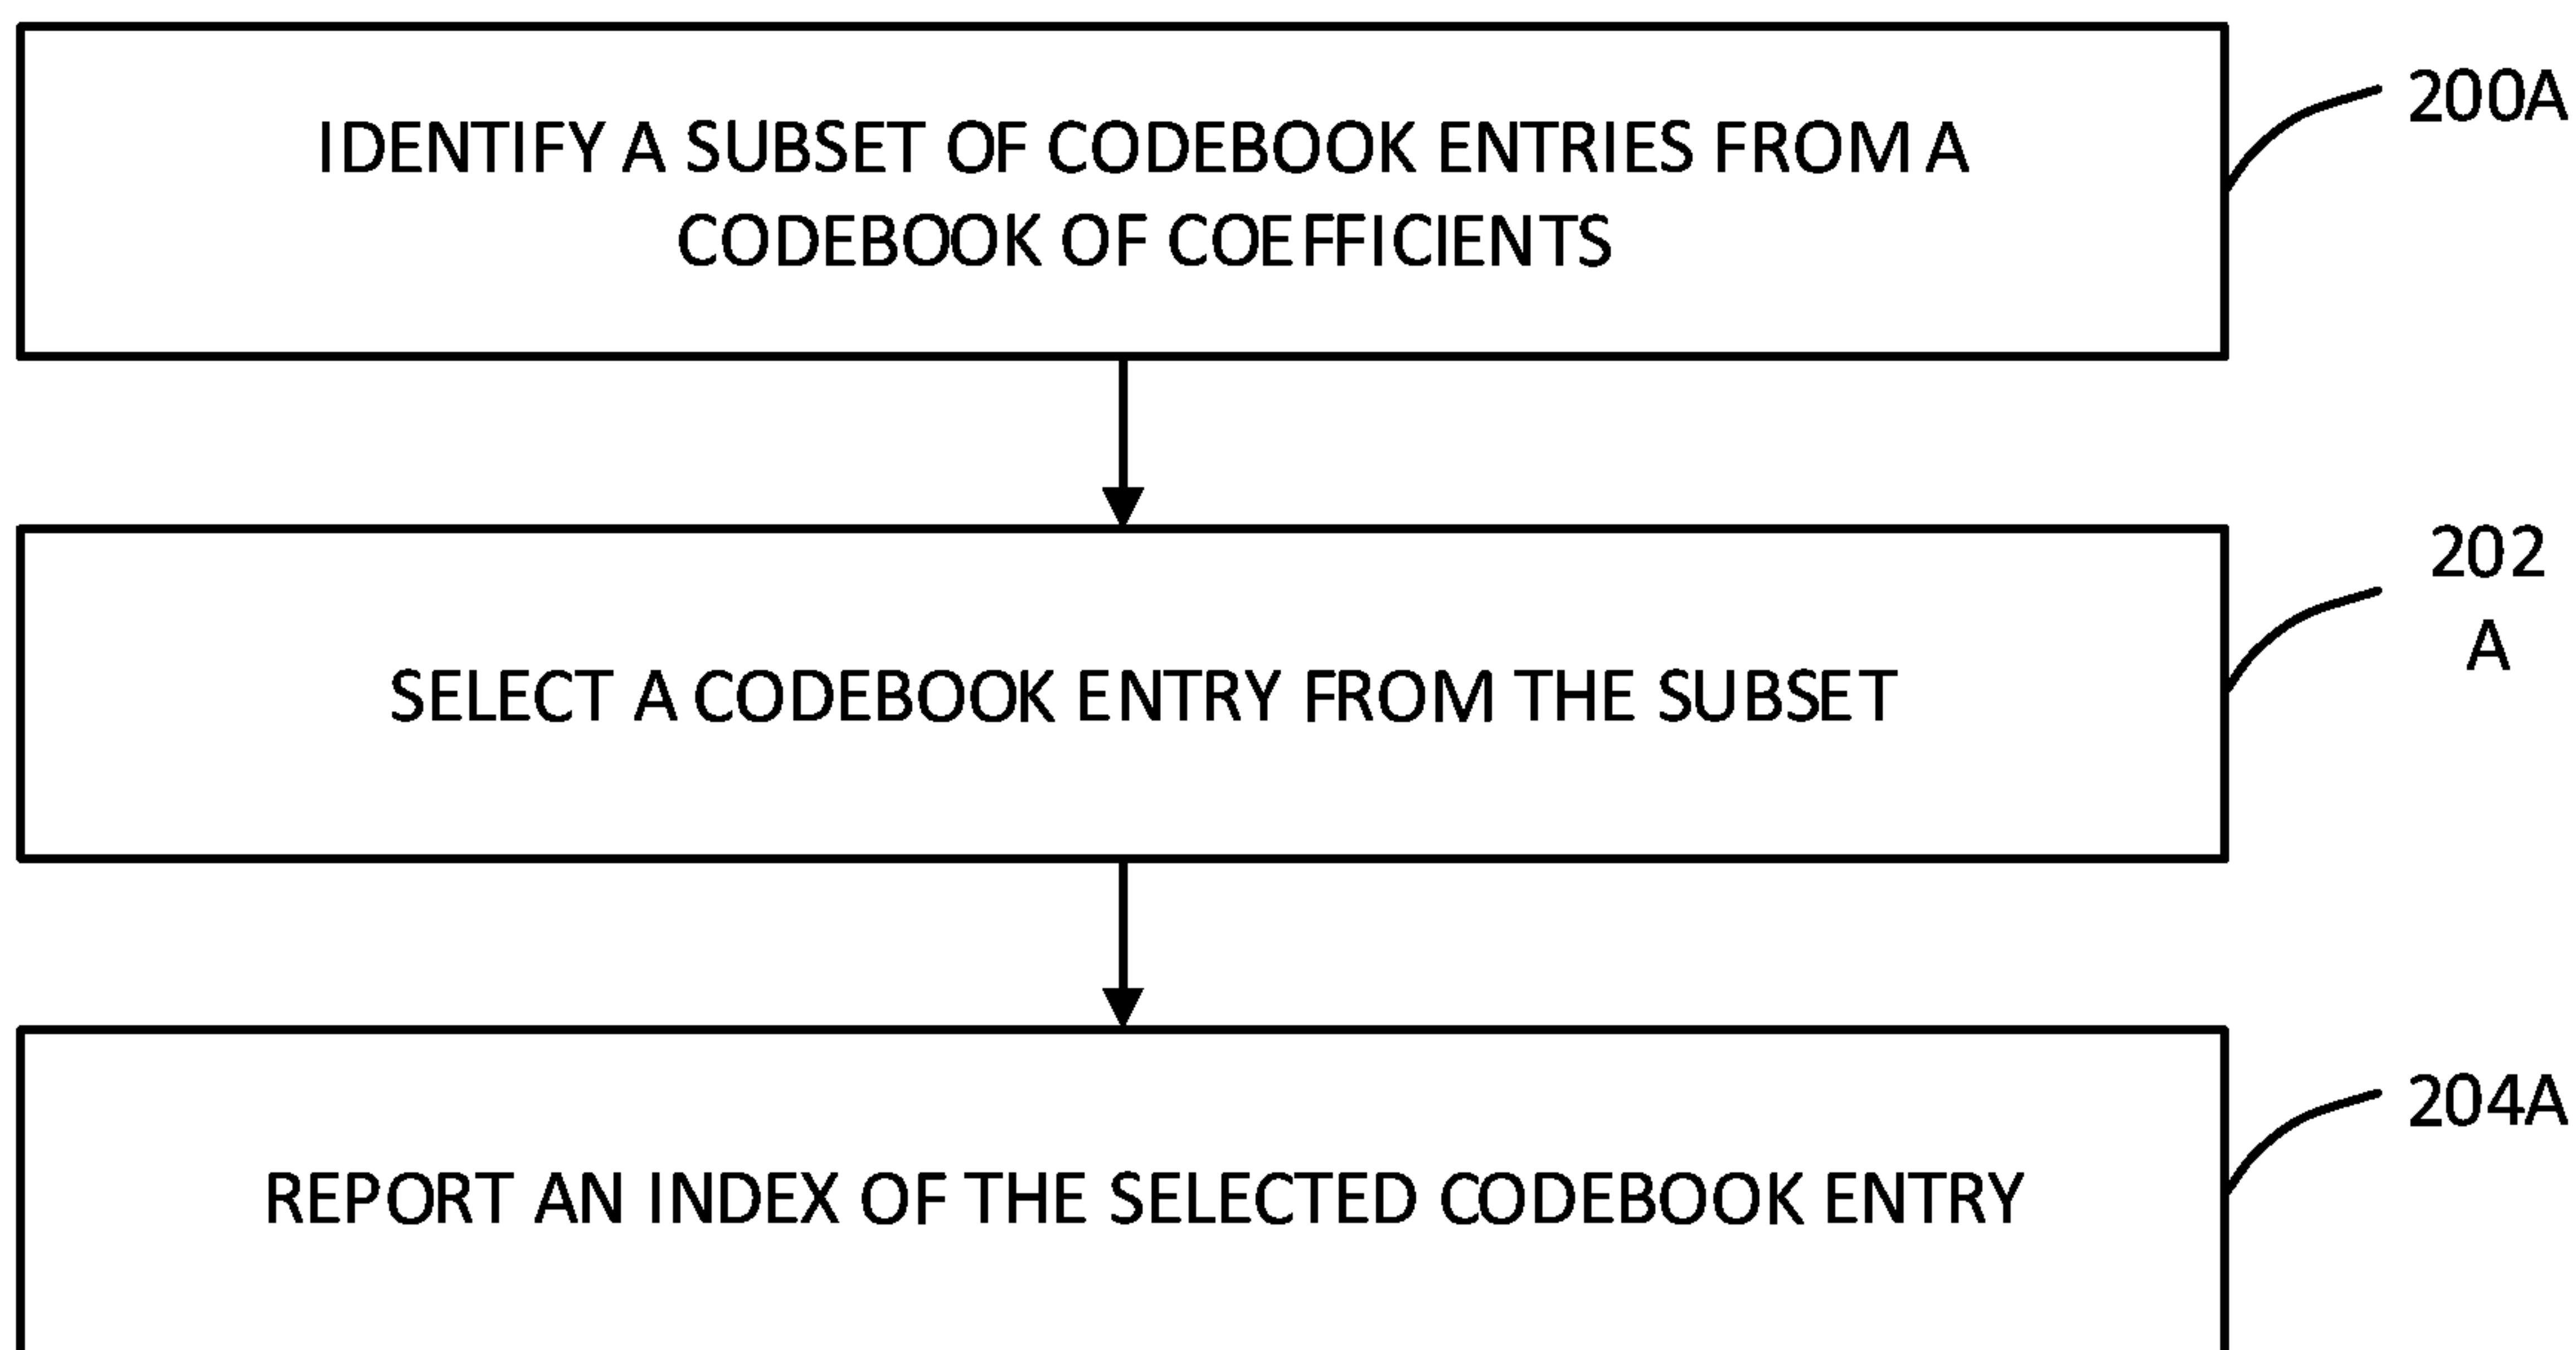 IDENTIFY A SUBSET OF CODEBOOK ENTRIES FROM A
CODEBOOK OF COEFFICIENTS
200A
SELECT A CODEBOOK ENTRY FROM THE SUBSET
202
A
REPORT AN INDEX OF THE SELECTED CODEBOOK ENTRY
204A